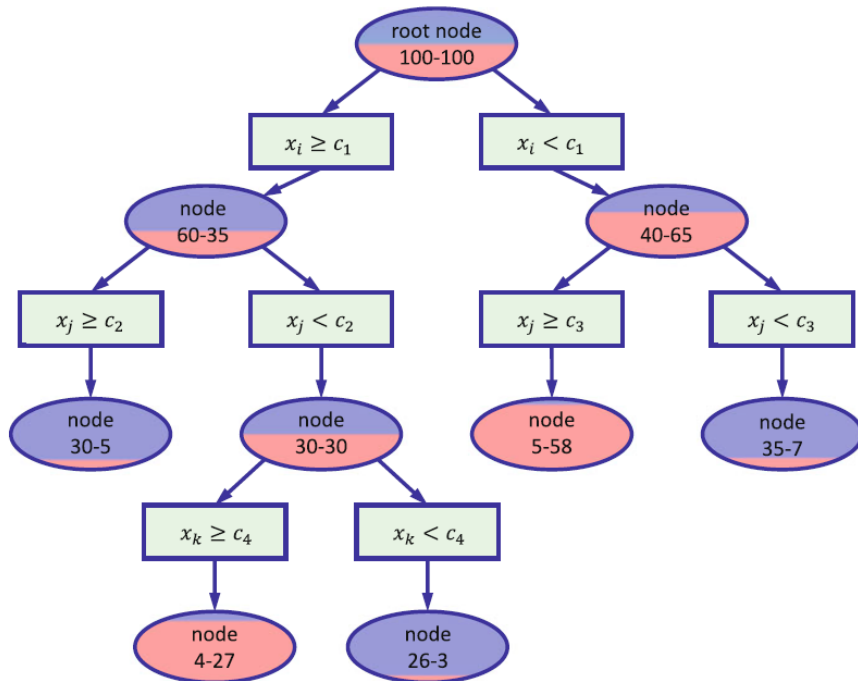 root node
100-100
𝑥ᵢ ≥ 𝑐₁
𝑥ᵢ < 𝑐₁
node
60-35
node
40-65
𝑥ⱼ ≥ 𝑐₂
𝑥ⱼ < 𝑐₂
𝑥ⱼ ≥ 𝑐₃
𝑥ⱼ < 𝑐₃
node
30-5
node
30-30
node
5-58
node
35-7
𝑥ₖ ≥ 𝑐₄
𝑥ₖ < 𝑐₄
node
4-27
node
26-3